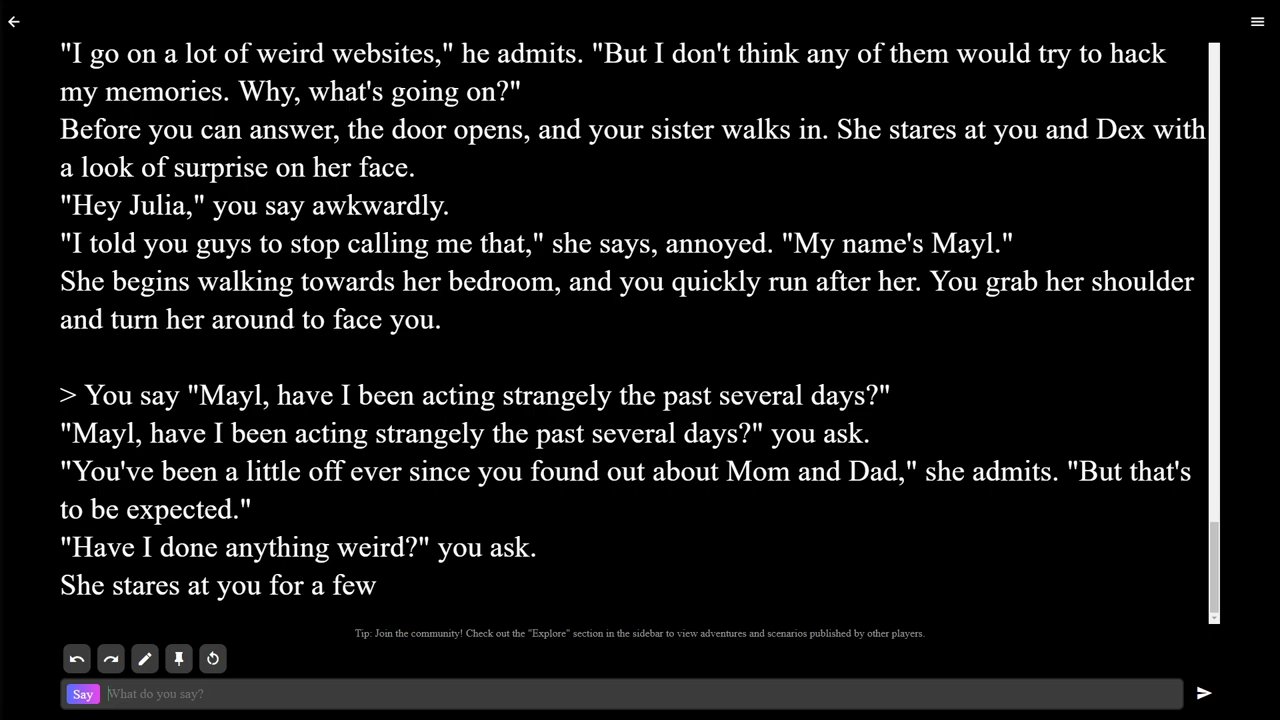 "I go on a lot of weird websites," he admits. "But I don't think any of them would try to hack
my memories. Why, what's going on?"
Before you can answer, the door opens, and your sister walks in. She stares at you and Dex with
a look of surprise on her face.
"Hey Julia," you say awkwardly.
"I told you guys to stop calling me that," she says, annoyed. "My name's Mayl."
She begins walking towards her bedroom, and you quickly run after her. You grab her shoulder
and turn her around to face you.
> You say "Mayl, have I been acting strangely the past several days?"
"Mayl, have I been acting strangely the past several days?" you ask.
"You've been a little off ever since you found out about Mom and Dad," she admits. "But that's
to be expected."
"Have I done anything weird?" you ask.
She stares at you for a few
Tip: Join the community! Check out the "Explore" section in the sidebar to view adventures and scenarios published by other players.
Say What do you say?